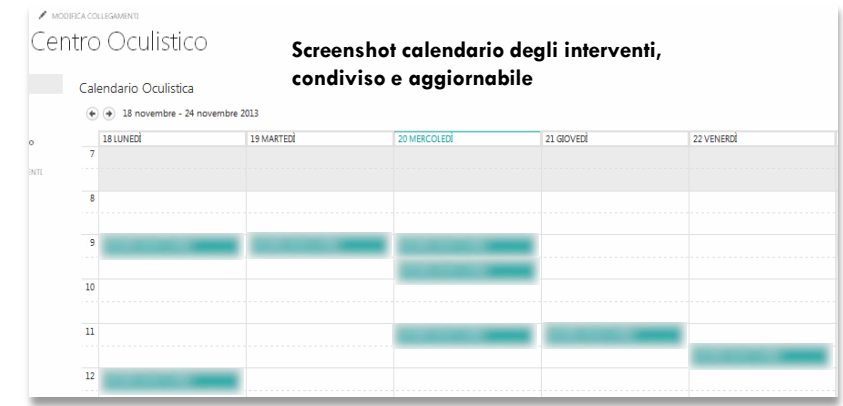 MODIFICA COLLEGAMENTI
Centro Oculistico
Screenshot calendario degli interventi,
condiviso e aggiornabile
Calendario Oculistica
18 novembre - 24 novembre 2013
o
18 LUNEDÌ 19 MARTEDÌ 20 MERCOLEDÌ 21 GIOVEDÌ 22 VENERDÌ
7
ENTI
8
9
10
11
12